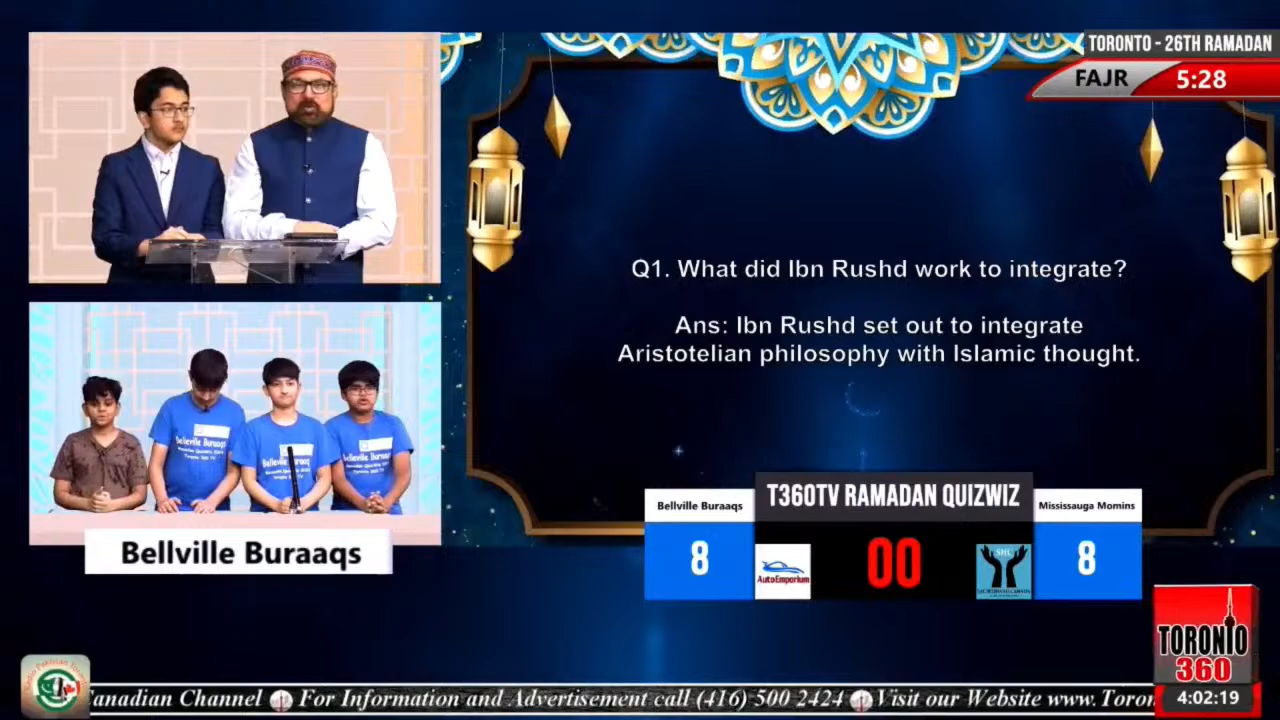 TORONTO - 26TH RAMADAN
FAJR 5:28
Q1. What did Ibn Rushd work to integrate?
Ans: Ibn Rushd set out to integrate
Aristotelian philosophy with Islamic thought.
Bellville Buraaqs
T360TV RAMADAN QUIZWIZ
Bellville Buraaqs
Mississauga Momins
8
00
8
AutoEmporium
Belleville Buraaqs
TORONTO
360
4:02:19
anadian Channel For Information and Advertisement call (416) 500 2424 Visit our Website www. Toron